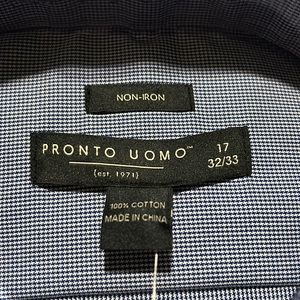 NON-IRON
PRONTO UOMO™
(est. 1971)
17
32/33
100% COTTON
MADE IN CHINA